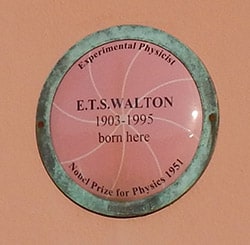 Experimental Physicist
E.T.S.WALTON
1903-1995
born here
Nobel Prize for Physics 1951